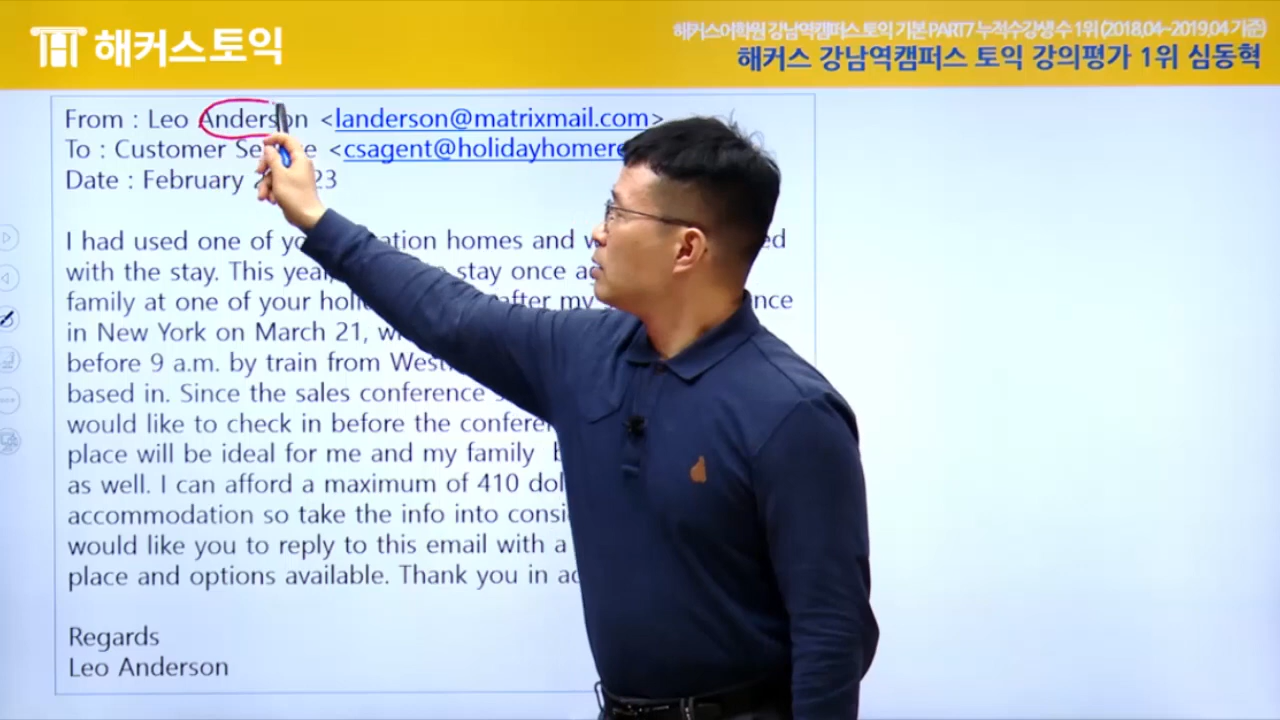 해커스토익
해커스어학원 강남역캠퍼스 토익 기본 PART7 누적수강생 수 1위 (2018.04~2019.04 기준)
해커스 강남역캠퍼스 토익 강의평가 1위 심동혁
From : Leo Anderson <landerson@matrixmail.com>
To : Customer Se e <csagent@holidayhomere
Date : February 23
I had used one of yo ation homes and w ed
with the stay. This year, stay once a
family at one of your holi after my nce
in New York on March 21, w
before 9 a.m. by train from West
based in. Since the sales conference s
would like to check in before the confere
place will be ideal for me and my family b
as well. I can afford a maximum of 410 dol
accommodation so take the info into consi
would like you to reply to this email with a
place and options available. Thank you in ad
Regards
Leo Anderson